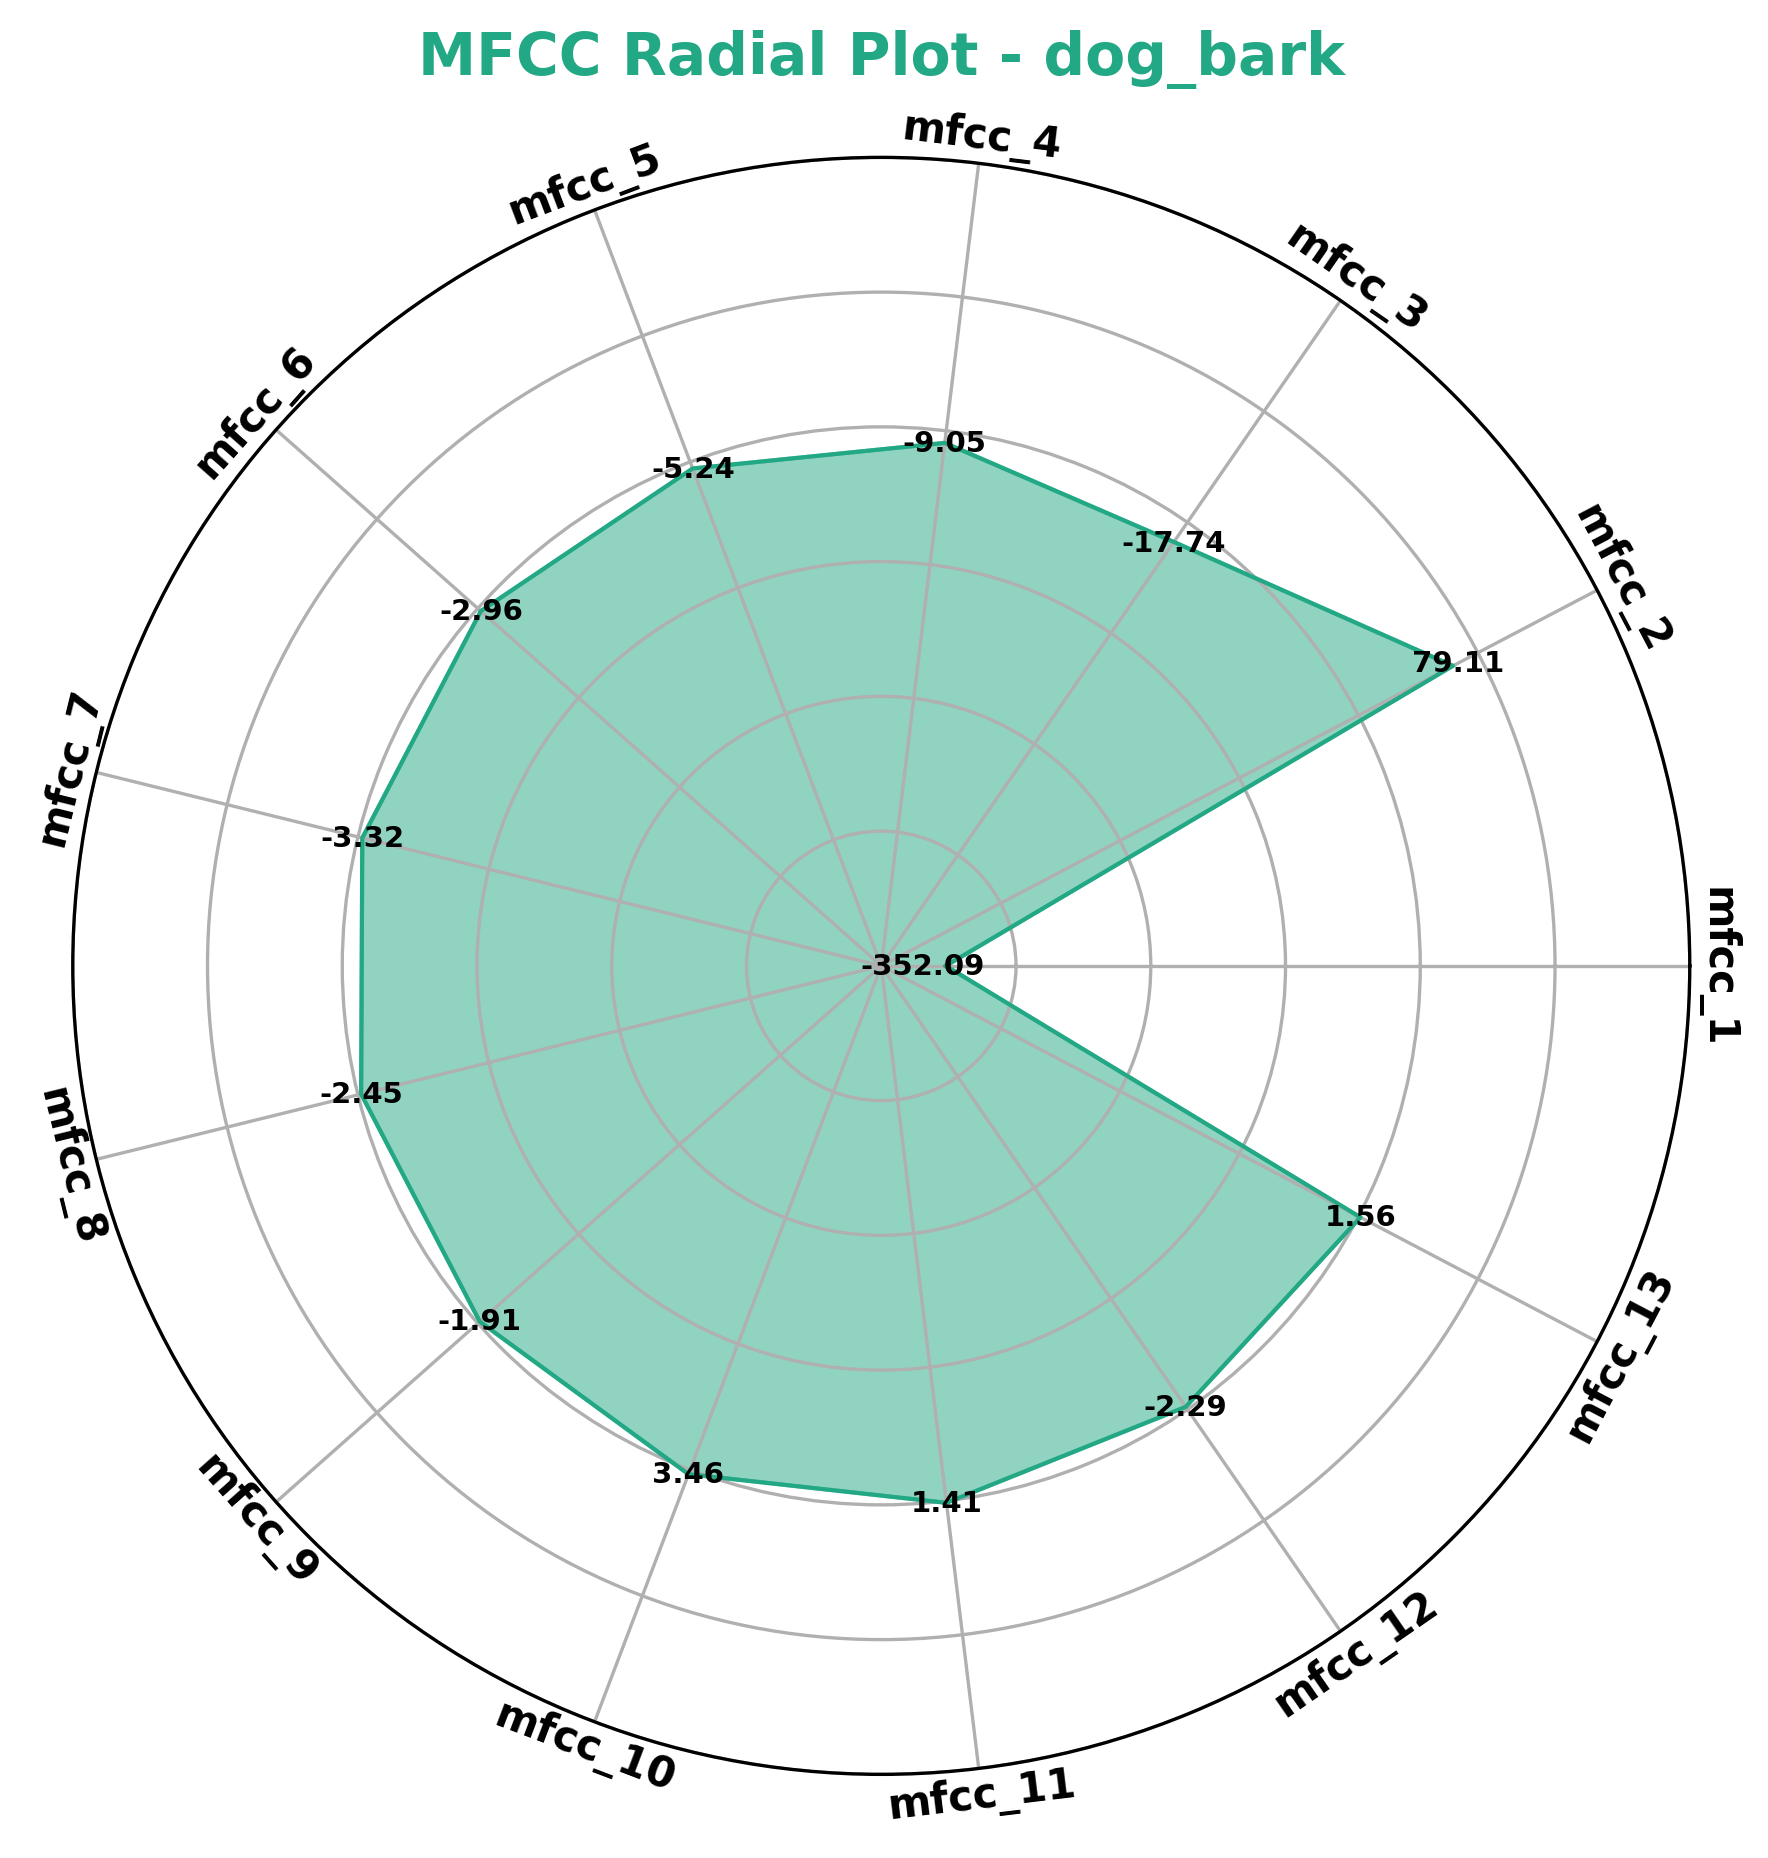 MFCC Radial Plot - dog_bark
mfcc_4
mfcc_5
mfcc_3
mfcc_6
-9.05
-5.24
-17.74
mfcc_2
-2.96
79.11
mfcc_7
-3.32
-352.09
mfcc_1
-2.45
mfcc_8
1.56
-1.91
mfcc_13
-2.29
3.46
1.41
mfcc_9
mfcc_12
mfcc_10
mfcc_11